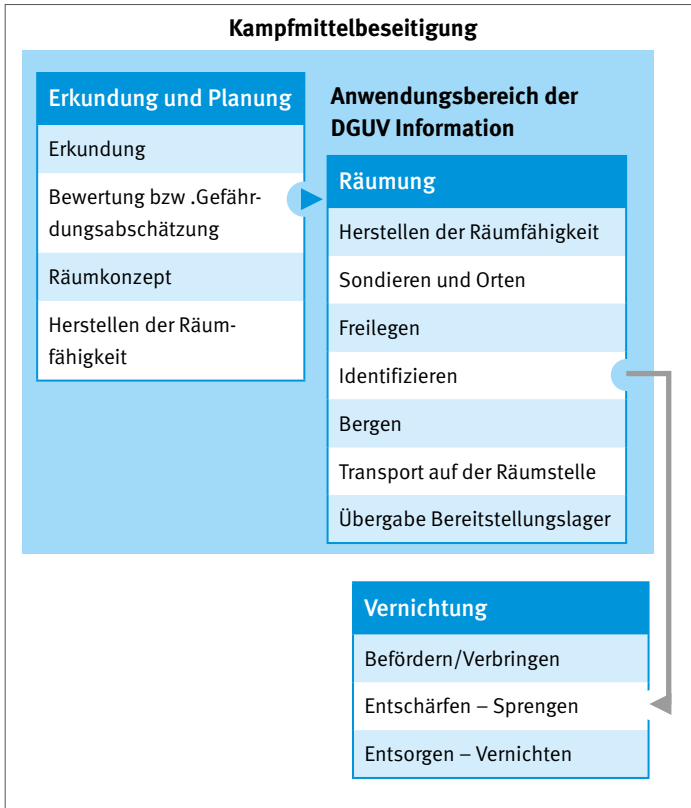 Kampfmittelbeseitigung
Erkundung und Planung
Erkundung
Bewertung bzw .Gefähr-
dungsabschätzung
Räumkonzept
Herstellen der Räum-
fähigkeit
Anwendungsbereich der
DGUV Information
Räumung
Herstellen der Räumfähigkeit
Sondieren und Orten
Freilegen
Identifizieren
Bergen
Transport auf der Räumstelle
Übergabe Bereitstellungslager
Vernichtung
Befördern/Verbringen
Entschärfen – Sprengen
Entsorgen – Vernichten